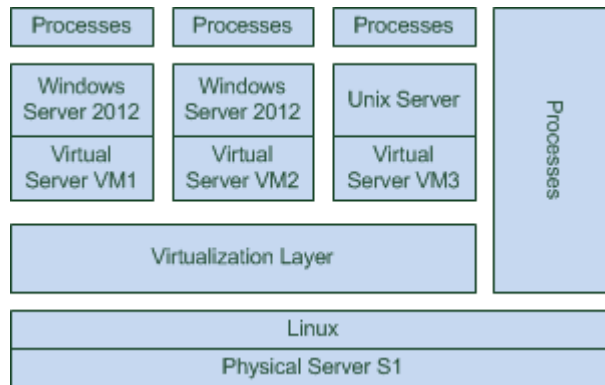 Processes
Processes
Processes
Processes
Windows
Server 2012
Windows
Server 2012
Unix Server
Virtual
Server VM1
Virtual
Server VM2
Virtual
Server VM3
Virtualization Layer
Linux
Physical Server S1